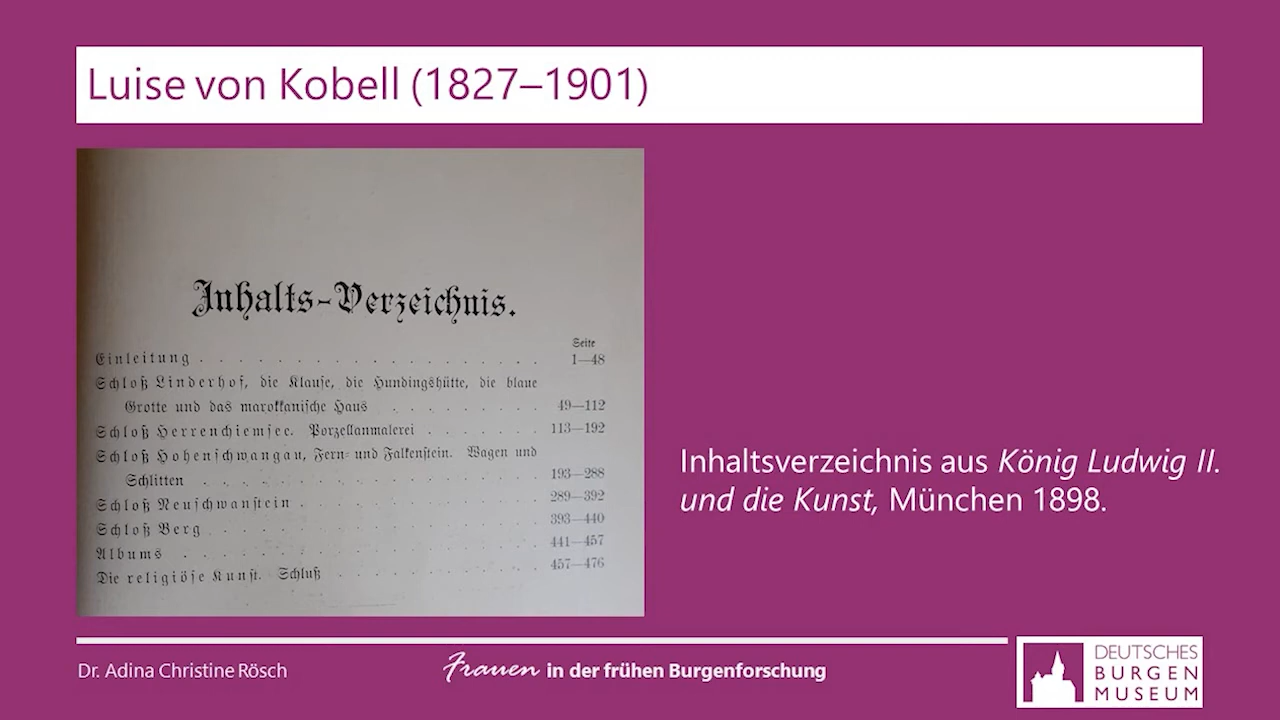 Luise von Kobell (1827–1901)
Inhalts-Verzeichnis.
Seite
Einleitung . . . . . . . . . . . . . . 1—48
Schloß Linderhof, die Klause, die Hundingshütte, die blaue
Grotte und das marokkanische Haus . . . . . . . . . 49—112
Schloß Herrenchiemsee. Porzellanmalerei . . . . . . . 113—192
Schloß Hohenschwangau, Fern- und Falkenstein. Wagen und
Schlitten . . . . . . . . . . . . . . 193—288
Schloß Neuschwanstein . . . . . . . . . . 289—392
Schloß Berg . . . . . . . . . . . . . 393—440
Albums . . . . . . . . . . . . . . 441—457
Die religiöse Kunst. Schluß . . . . . . . . . 457—476
Inhaltsverzeichnis aus König Ludwig II.
und die Kunst, München 1898.
Dr. Adina Christine Rösch
Frauen in der frühen Burgenforschung
DEUTSCHES
BURGEN
MUSEUM